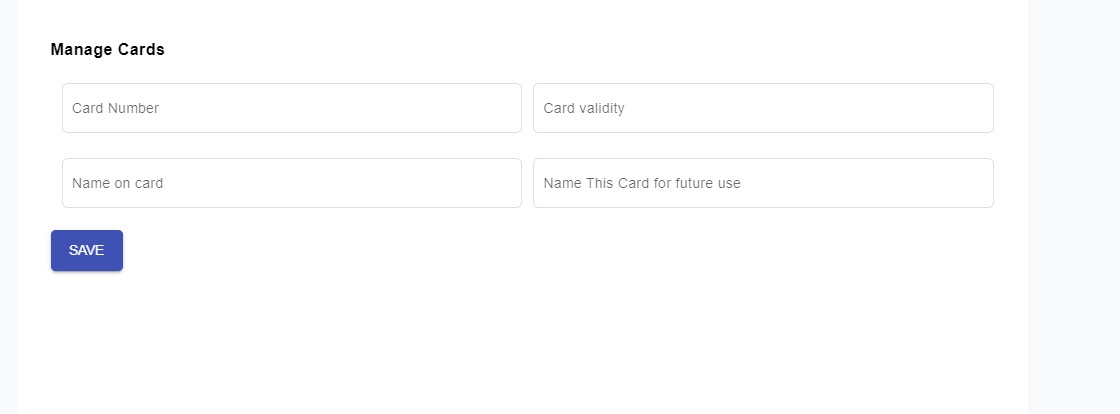 Manage Cards
Card Number
Card validity
Name on card
Name This Card for future use
SAVE